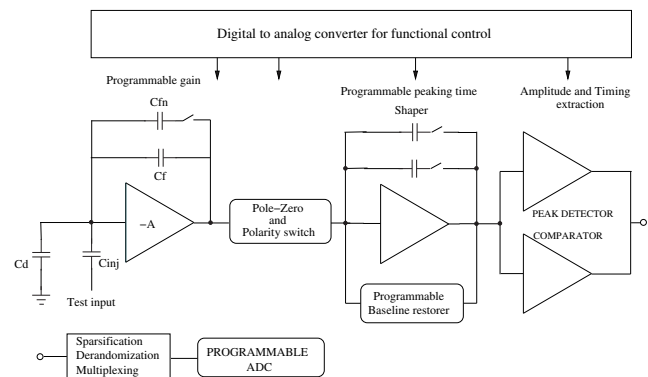 Digital to analog converter for functional control
Programmable gain
Programmable peaking time
Shaper
Amplitude and Timing
extraction
Cfn
Cf
−A
Pole−Zero
and
Polarity switch
PEAK DETECTOR
COMPARATOR
Cd
Cinj
Test input
Programmable
Baseline restorer
Sparsification
Derandomization
Multiplexing
PROGRAMMABLE
ADC